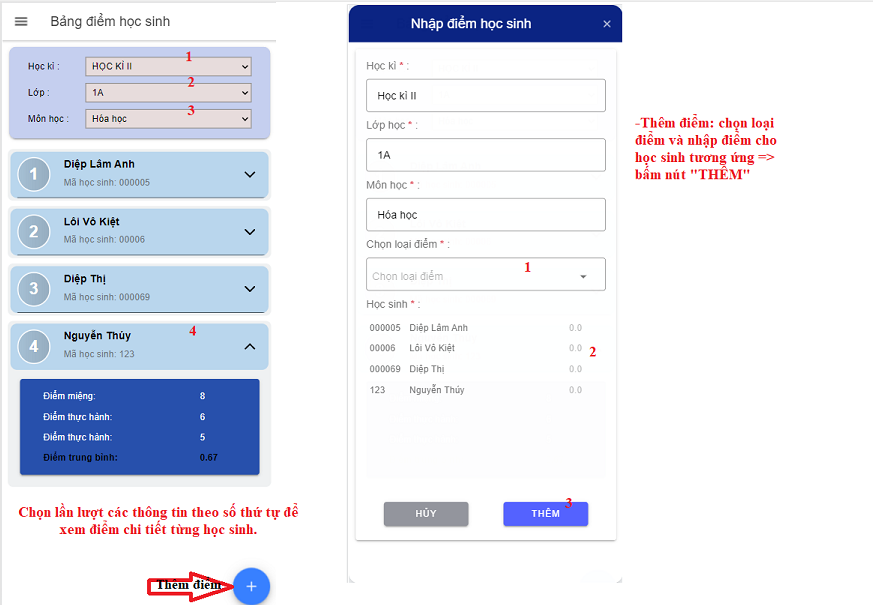 Bảng điểm học sinh
Học kì :
HỌC KÌ II
1
Lớp :
1A
2
Môn học :
Hóa học
3
1
Diệp Lâm Anh
Mã học sinh: 000005
2
Lôi Vô Kiệt
Mã học sinh: 00006
3
Diệp Thị
Mã học sinh: 000069
4
Nguyễn Thúy
4
Mã học sinh: 123
Điểm miệng: 8
Điểm thực hành: 6
Điểm thực hành: 5
Điểm trung bình: 0.67
Chọn lần lượt các thông tin theo số thứ tự để
xem điểm chi tiết từng học sinh.
Thêm điểm
+
Nhập điểm học sinh ×
Học kì * :
Học kì II
Lớp học * :
1A
Môn học * :
Hóa học
Chọn loại điểm * :
Chọn loại điểm
1
Học sinh * :
000005 Diệp Lâm Anh 0.0
00006 Lôi Vô Kiệt 0.0
2
000069 Diệp Thị 0.0
123 Nguyễn Thúy 0.0
HỦY
THÊM
3
-Thêm điểm: chọn loại
điểm và nhập điểm cho
học sinh tương ứng =>
bấm nút "THÊM"